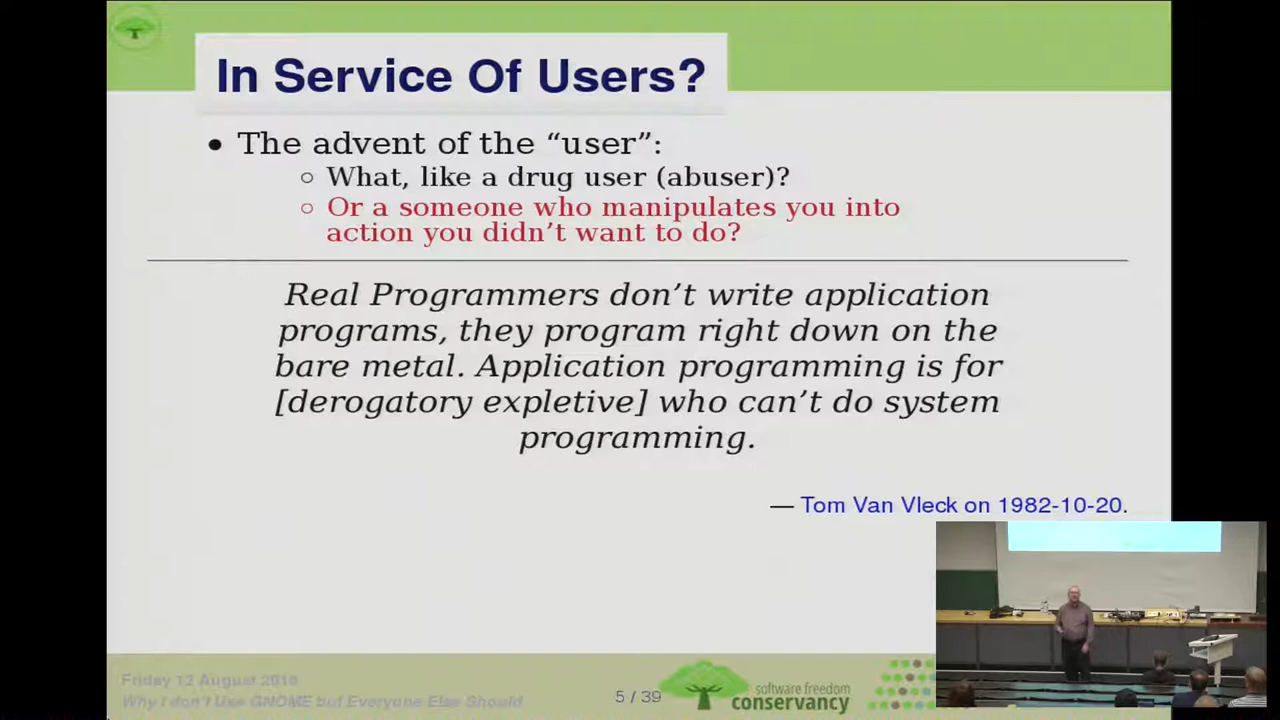 In Service Of Users?
• The advent of the “user”:
○ What, like a drug user (abuser)?
○ Or a someone who manipulates you into
action you didn’t want to do?
Real Programmers don’t write application
programs, they program right down on the
bare metal. Application programming is for
[derogatory expletive] who can’t do system
programming.
— Tom Van Vleck on 1982-10-20.
Friday 12 August 2016
Why I don't Use GNOME but Everyone Else Should
5 / 39
software freedom
conservancy